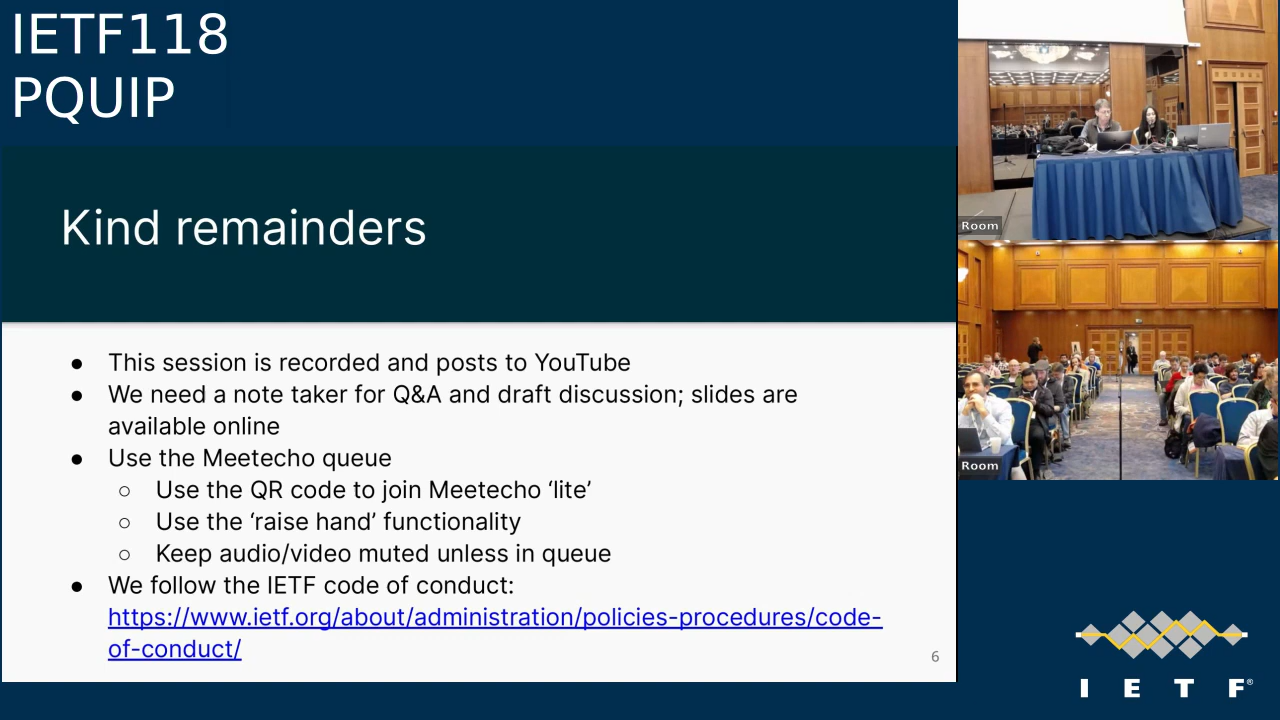 IETF118
PQUIP
Kind remainders
● This session is recorded and posts to YouTube
● We need a note taker for Q&A and draft discussion; slides are
available online
● Use the Meetecho queue
○ Use the QR code to join Meetecho ‘lite’
○ Use the ‘raise hand’ functionality
○ Keep audio/video muted unless in queue
● We follow the IETF code of conduct:
https://www.ietf.org/about/administration/policies-procedures/code-
of-conduct/
6
Room
Room
I E T F®